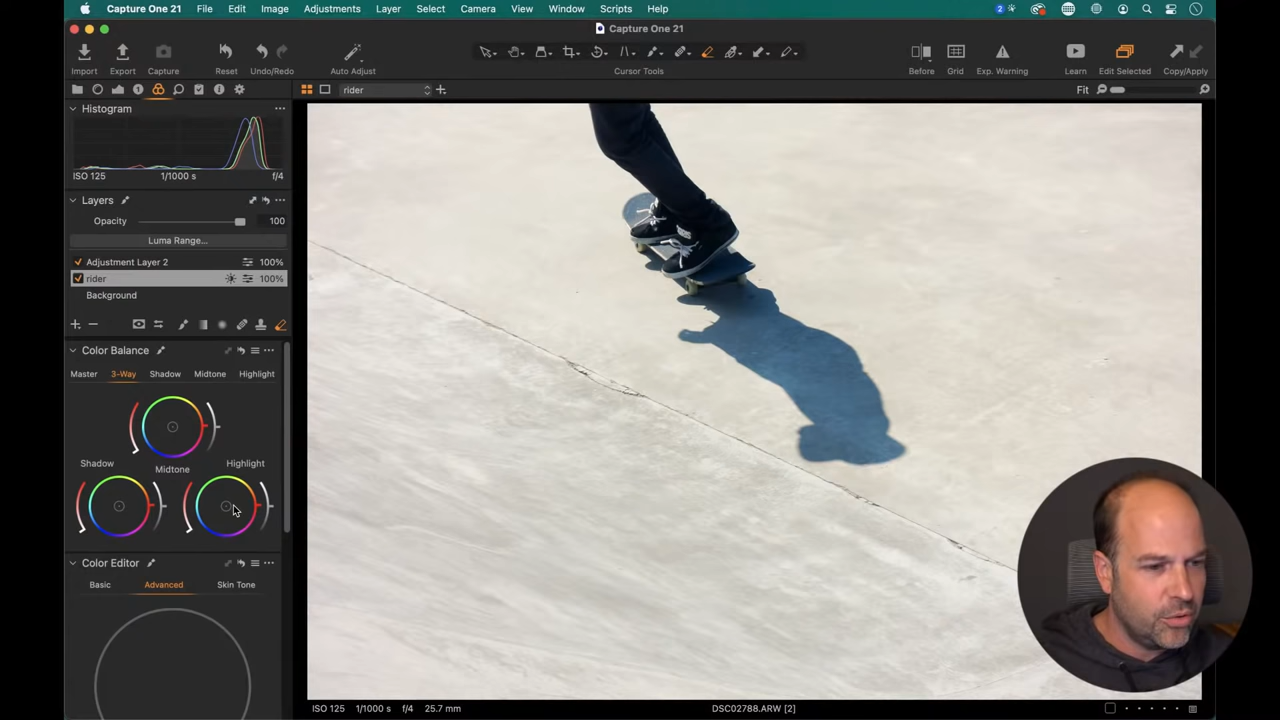 Capture One 21 File Edit Image Adjustments Layer Select Camera View Window Scripts Help 2
Capture One 21
Import Export Capture Reset Undo/Redo Auto Adjust Cursor Tools Before Grid Exp. Warning Learn Edit Selected Copy/Apply
rider Fit
Histogram
ISO 125 1/1000 s f/4
Layers
Opacity 100
Luma Range...
Adjustment Layer 2 100%
rider 100%
Background
Color Balance
Master 3-Way Shadow Midtone Highlight
Shadow Midtone Highlight
Color Editor
Basic Advanced Skin Tone
ISO 125 1/1000 s f/4 25.7 mm DSC02788.ARW [2]